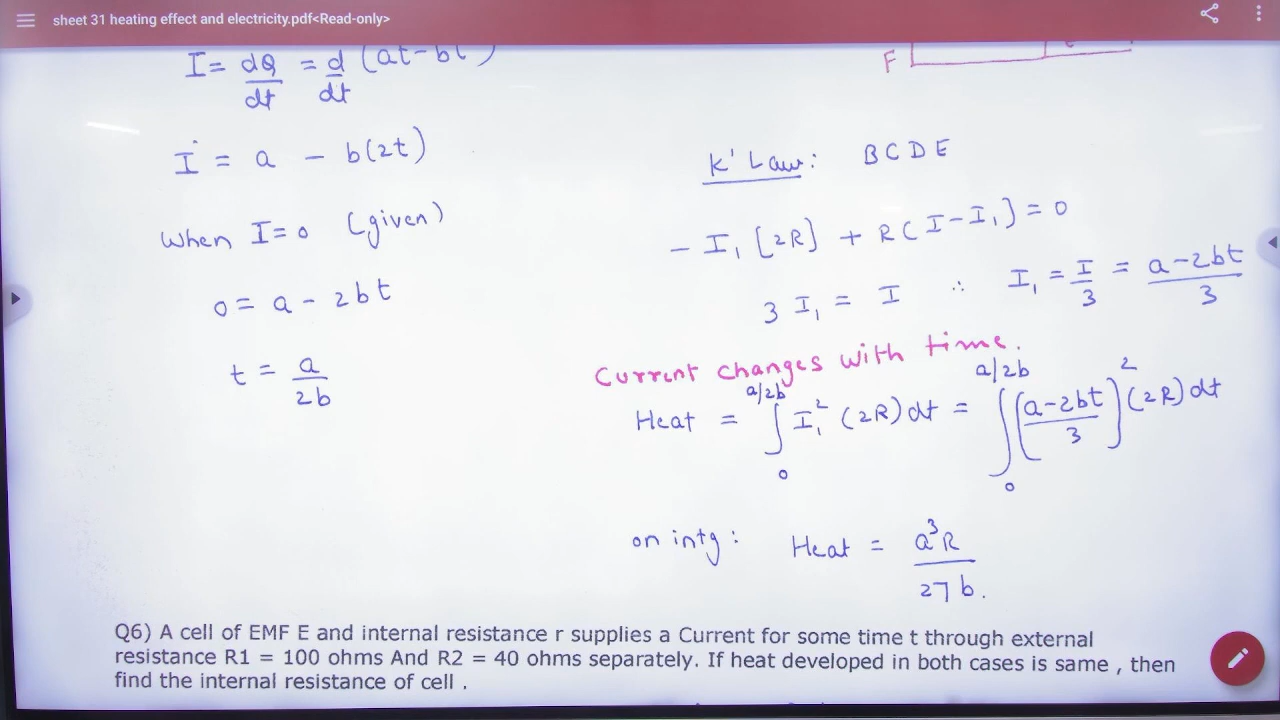 sheet 31 heating effect and electricity.pdf<Read-only>
I = dQ/dt = d/dt (at - bt
F
I = a - b(2t)
When I = 0 (given)
0 = a - 2bt
t = a/2b
K' Law: BCDE
- I₁ [2R] + R(I - I₁] = 0
3 I₁ = I ∴ I₁ = I/3 = a-2bt/3
Current changes with time.
Heat = ∫₀^(a/2b) I₁² (2R) dt = ∫₀^(a/2b) (a-2bt/3)² (2R) dt
on intg: Heat = a³R/27b.
Q6) A cell of EMF E and internal resistance r supplies a Current for some time t through external
resistance R1 = 100 ohms And R2 = 40 ohms separately. If heat developed in both cases is same , then
find the internal resistance of cell .